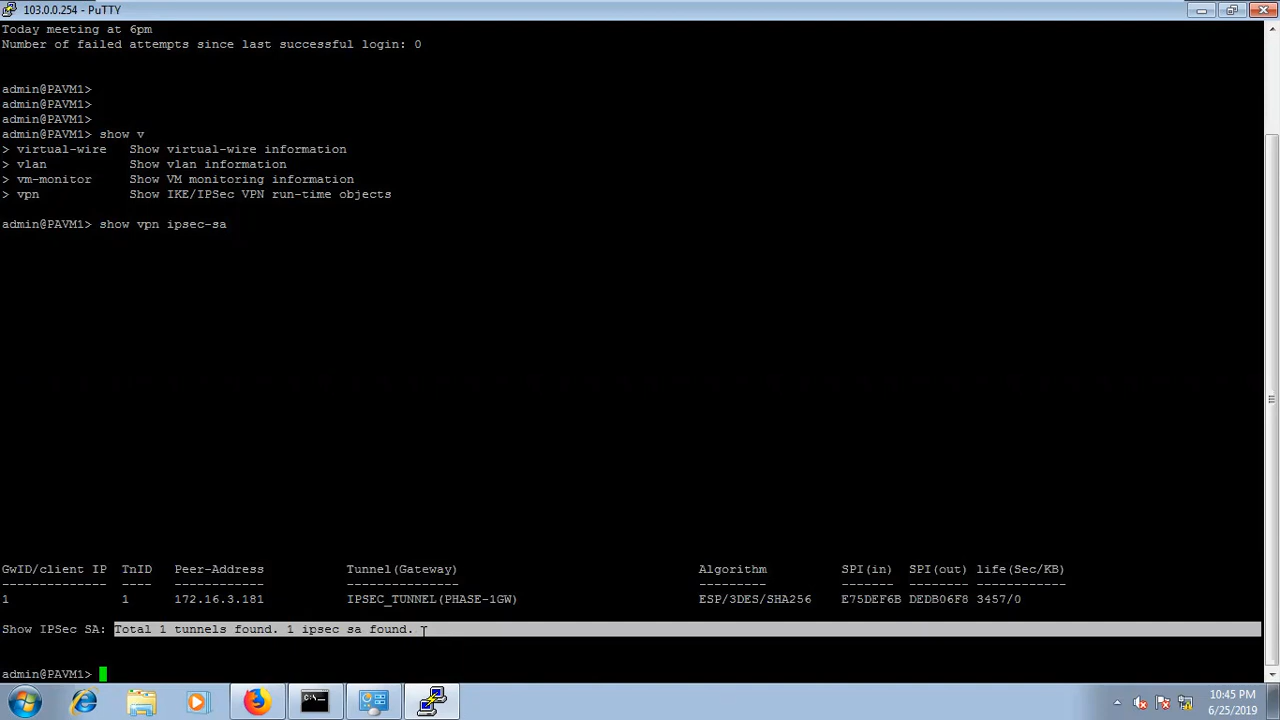 103.0.0.254 - PuTTY
Today meeting at 6pm
Number of failed attempts since last successful login: 0
admin@PAVM1>
admin@PAVM1>
admin@PAVM1>
admin@PAVM1> show v
> virtual-wire   Show virtual-wire information
> vlan           Show vlan information
> vm-monitor     Show VM monitoring information
> vpn            Show IKE/IPSec VPN run-time objects
admin@PAVM1> show vpn ipsec-sa
GwID/client IP  TnID   Peer-Address           Tunnel(Gateway)                                Algorithm          SPI(in)  SPI(out) life(Sec/KB)
--------------  ----   ------------           ---------------                                ---------          -------  -------- ------------
1               1      172.16.3.181           IPSEC_TUNNEL(PHASE-1GW)                        ESP/3DES/SHA256    E75DEF6B DEDB06F8 3457/0
Show IPSec SA: Total 1 tunnels found. 1 ipsec sa found.
admin@PAVM1>
10:45 PM
6/25/2019